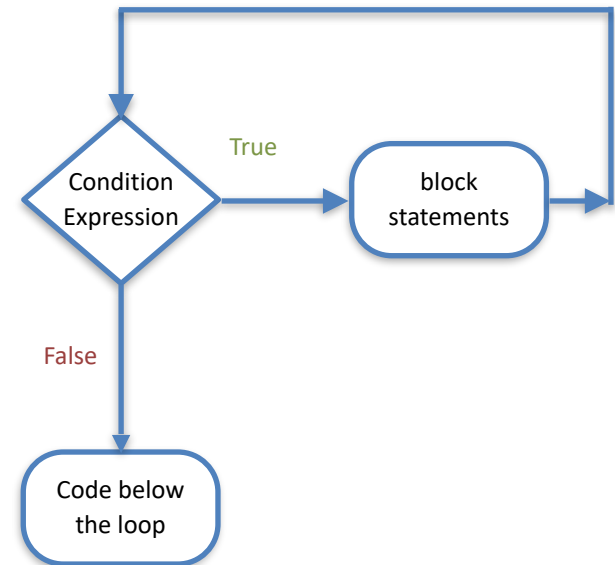 True
Condition
Expression
block
statements
False
Code below
the loop